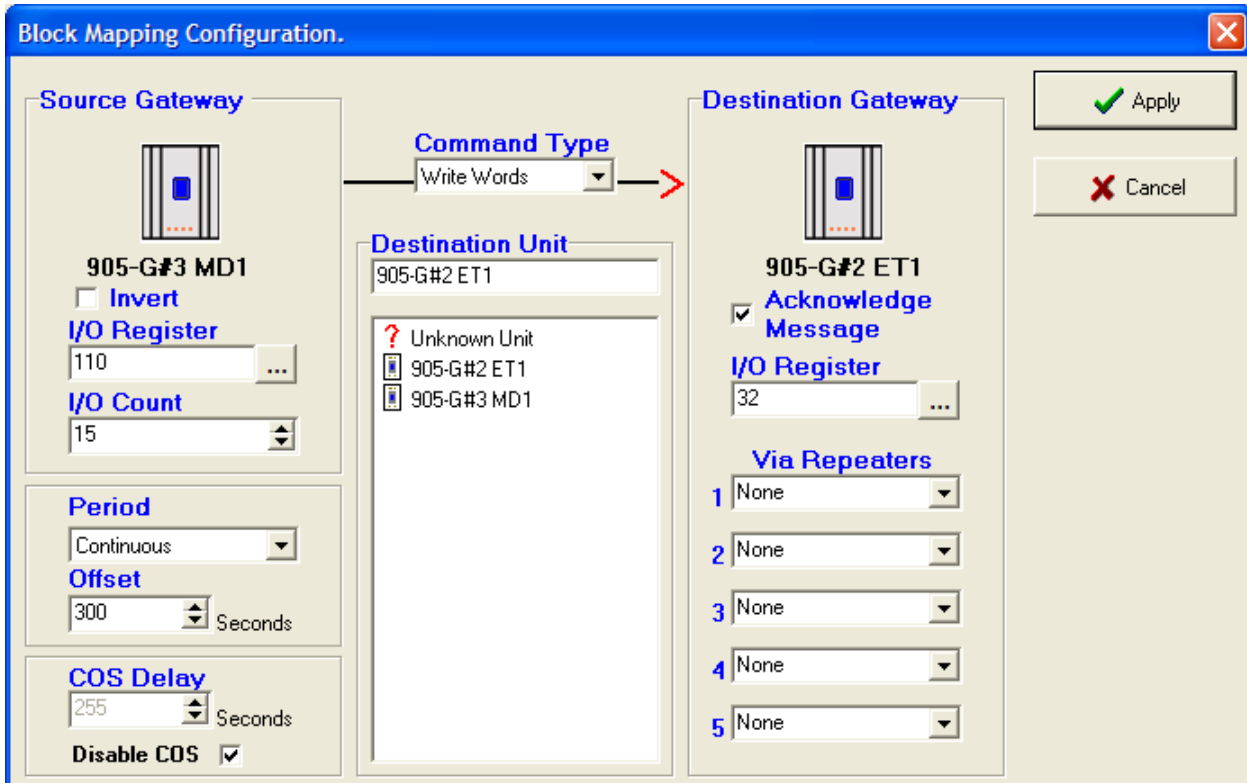 Block Mapping Configuration.
Source Gateway
905-G#3 MD1
Invert
I/O Register
110
...
I/O Count
15
Period
Continuous
Offset
300
Seconds
COS Delay
255
Seconds
Disable COS
Command Type
Write Words
Destination Unit
905-G#2 ET1
? Unknown Unit
905-G#2 ET1
905-G#3 MD1
Destination Gateway
905-G#2 ET1
Acknowledge
Message
I/O Register
32
...
Via Repeaters
1 None
2 None
3 None
4 None
5 None
Apply
Cancel